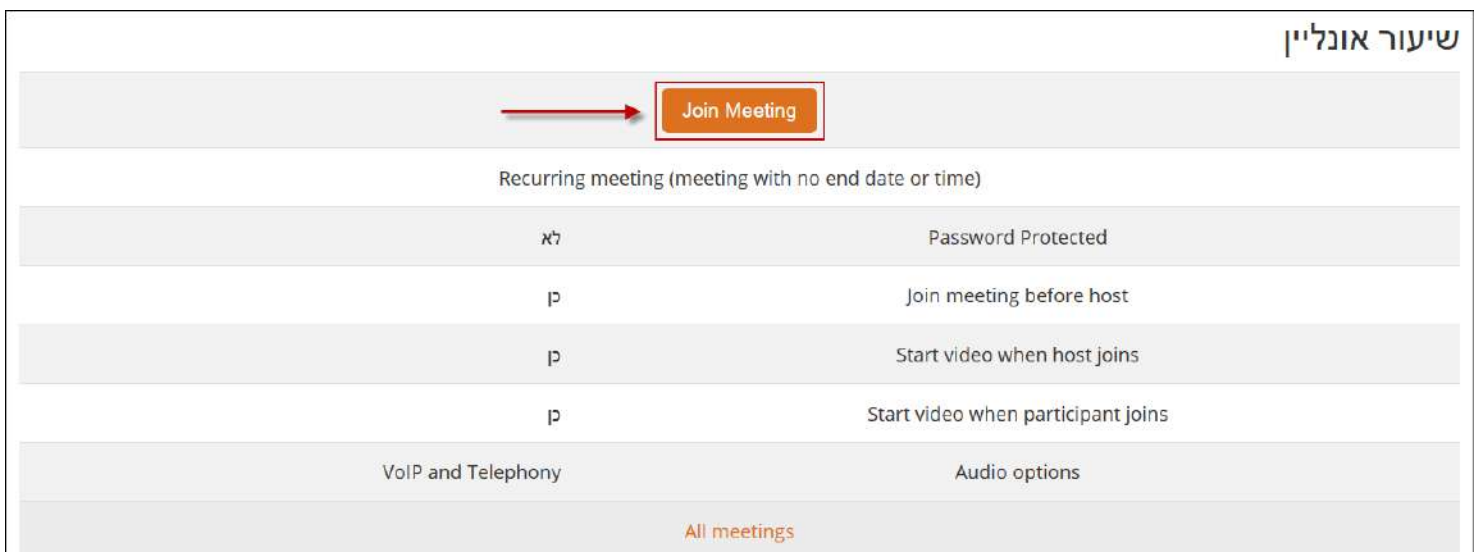 שיעור אונליין
Join Meeting
Recurring meeting (meeting with no end date or time)
Password Protected לא
Join meeting before host כן
Start video when host joins כן
Start video when participant joins כן
Audio options VoIP and Telephony
All meetings